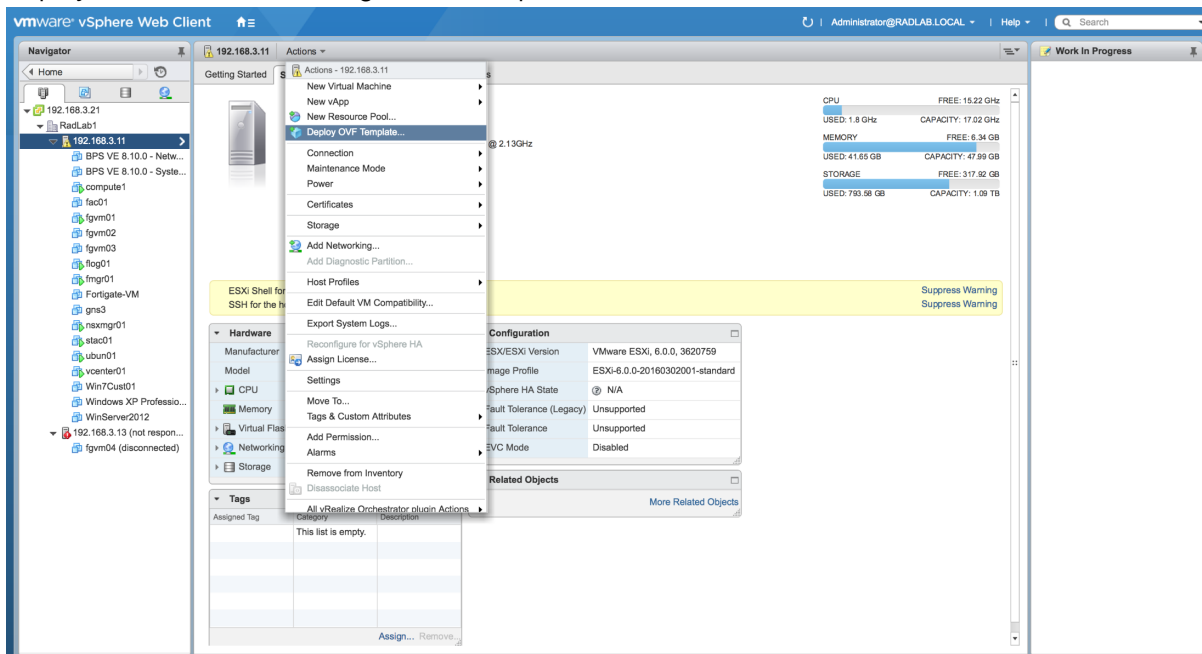 vmware® vSphere Web Client
Administrator@RADLAB.LOCAL
Help
Search
Navigator
Home
192.168.3.21
RadLab1
192.168.3.11
BPS VE 8.10.0 - Netw...
BPS VE 8.10.0 - Syste...
compute1
fac01
fgvm01
fgvm02
fgvm03
flog01
fmgr01
Fortigate-VM
gns3
nsxmgr01
stac01
ubun01
vcenter01
Win7Cust01
Windows XP Professio...
WinServer2012
192.168.3.13 (not respon...
fgvm04 (disconnected)
192.168.3.11 Actions
Getting Started S
Actions - 192.168.3.11
New Virtual Machine
New vApp
New Resource Pool...
Deploy OVF Template...
Connection
Maintenance Mode
Power
Certificates
Storage
Add Networking...
Add Diagnostic Partition...
Host Profiles
Edit Default VM Compatibility...
Export System Logs...
Reconfigure for vSphere HA
Assign License...
Settings
Move To...
Tags & Custom Attributes
Add Permission...
Alarms
Remove from Inventory
Disassociate Host
All vRealize Orchestrator plugin Actions
s
@ 2.13GHz
CPU FREE: 15.22 GHz
USED: 1.8 GHz CAPACITY: 17.02 GHz
MEMORY FREE: 6.34 GB
USED: 41.65 GB CAPACITY: 47.99 GB
STORAGE FREE: 317.92 GB
USED: 793.58 GB CAPACITY: 1.09 TB
ESXi Shell for Suppress Warning
SSH for the h Suppress Warning
Hardware
Manufacturer
Model
CPU
Memory
Virtual Flas
Networking
Storage
Configuration
ESX/ESXi Version VMware ESXi, 6.0.0, 3620759
Image Profile ESXi-6.0.0-20160302001-standard
vSphere HA State N/A
Fault Tolerance (Legacy) Unsupported
Fault Tolerance Unsupported
EVC Mode Disabled
Related Objects
More Related Objects
Tags
Assigned Tag Category Description
This list is empty.
Assign... Remove...
Work In Progress